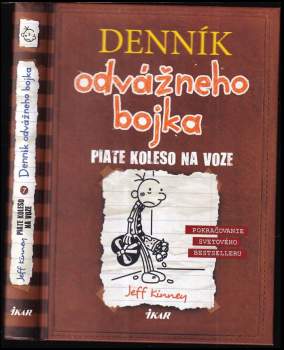 DENNÍK
odvážneho
bojka
PIATE KOLESO NA VOZE
POKRAČOVANIE
SVETOVÉHO
BESTSELLERU
Jeff Kinney
Denník odvážneho bojka
7
PIATE KOLESO
NA VOZE
Jeff Kinney
IKAR